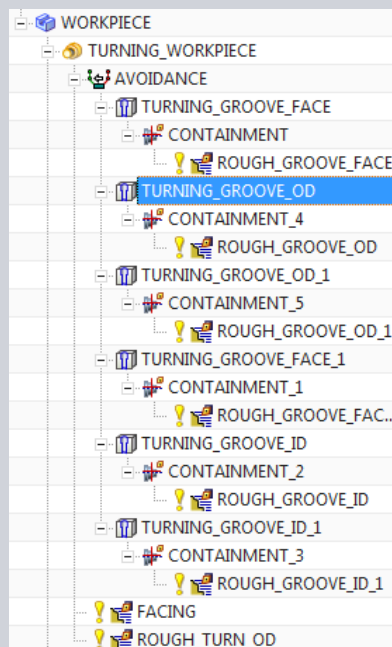 WORKPIECE
TURNING_WORKPIECE
AVOIDANCE
TURNING_GROOVE_FACE
CONTAINMENT
ROUGH_GROOVE_FACE
TURNING_GROOVE_OD
CONTAINMENT_4
ROUGH_GROOVE_OD
TURNING_GROOVE_OD_1
CONTAINMENT_5
ROUGH_GROOVE_OD_1
TURNING_GROOVE_FACE_1
CONTAINMENT_1
ROUGH_GROOVE_FAC...
TURNING_GROOVE_ID
CONTAINMENT_2
ROUGH_GROOVE_ID
TURNING_GROOVE_ID_1
CONTAINMENT_3
ROUGH_GROOVE_ID_1
FACING
ROUGH_TURN_OD